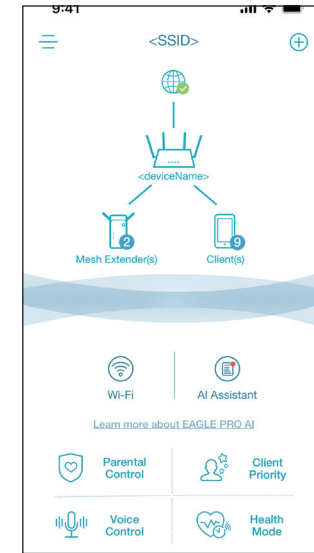 9:41
<SSID>
<deviceName>
2
9
Mesh Extender(s)
Client(s)
Wi-Fi
AI Assistant
Learn more about EAGLE PRO AI
Parental
Control
Client
Priority
Voice
Control
Health
Mode